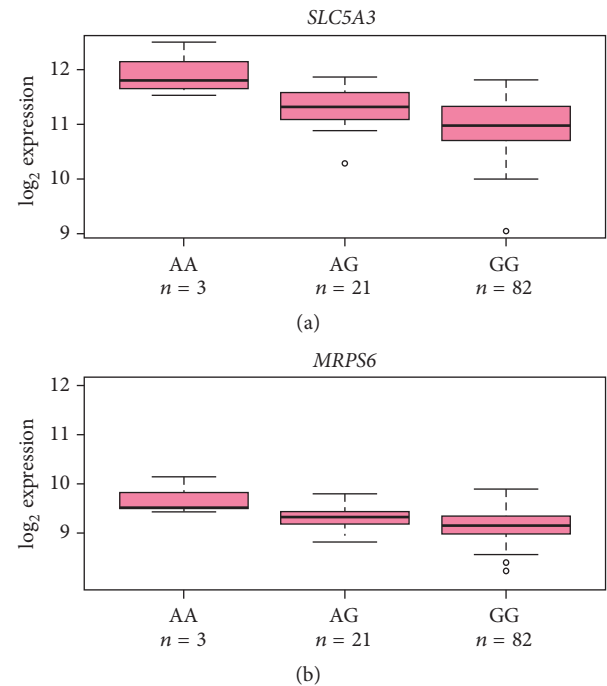 SLC5A3
log₂ expression
12
11
10
9
AA
AG
GG
n = 3
n = 21
n = 82
(a)
MRPS6
log₂ expression
12
11
10
9
AA
AG
GG
n = 3
n = 21
n = 82
(b)